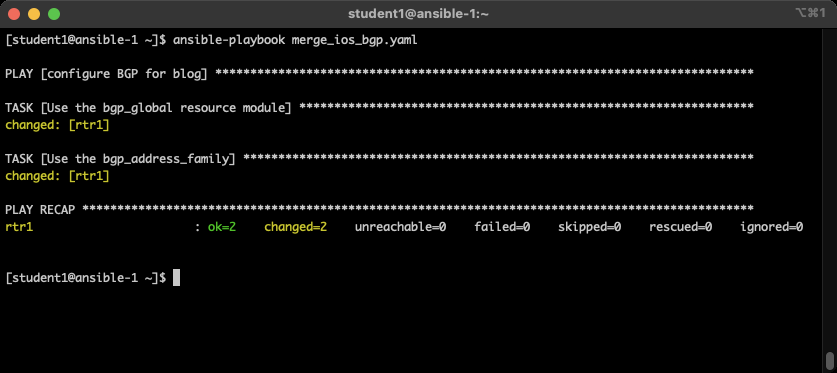 student1@ansible-1:~
⌥⌘1
[student1@ansible-1 ~]$ ansible-playbook merge_ios_bgp.yaml
PLAY [configure BGP for blog] *****************************************************************************
TASK [Use the bgp_global resource module] *****************************************************************
changed: [rtr1]
TASK [Use the bgp_address_family] *************************************************************************
changed: [rtr1]
PLAY RECAP ************************************************************************************************
rtr1                       : ok=2    changed=2    unreachable=0    failed=0    skipped=0    rescued=0    ignored=0
[student1@ansible-1 ~]$